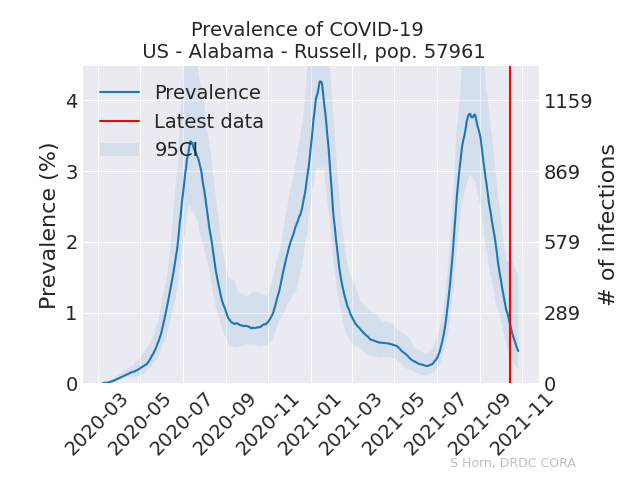 Prevalence of COVID-19
US - Alabama - Russell, pop. 57961
Prevalence
Latest data
95CI
Prevalence (%)
4
3
2
1
0
1159
869
579
289
0
# of infections
2020-03
2020-05
2020-07
2020-09
2020-11
2021-01
2021-03
2021-05
2021-07
2021-09
2021-11
S Horn, DRDC CORA